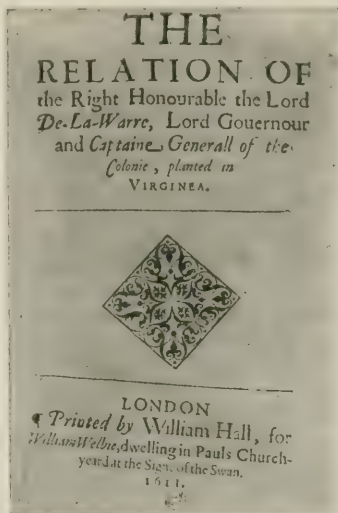 THE
RELATION OF
the Right Honourable the Lord
De-La-Warre, Lord Gouernour
and Captaine Generall of the
Colonie, planted in
VIRGINEA.
LONDON
¶ Printed by William Hall, for
William Welbie, dwelling in Pauls Church-
yeard at the Signe of the Swan.
1611.